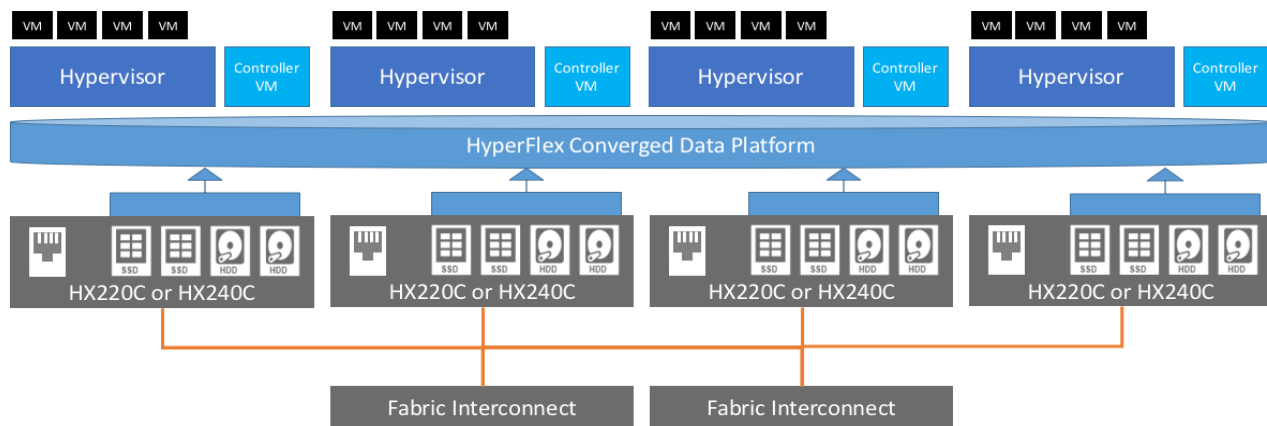 VM VM VM VM VM VM VM VM VM VM VM VM VM VM VM VM
Hypervisor
Controller
VM
Hypervisor
Controller
VM
Hypervisor
Controller
VM
Hypervisor
Controller
VM
HyperFlex Converged Data Platform
SSD SSD HDD HDD SSD SSD HDD HDD SSD SSD HDD HDD SSD SSD HDD HDD
HX220C or HX240C HX220C or HX240C HX220C or HX240C HX220C or HX240C
Fabric Interconnect Fabric Interconnect